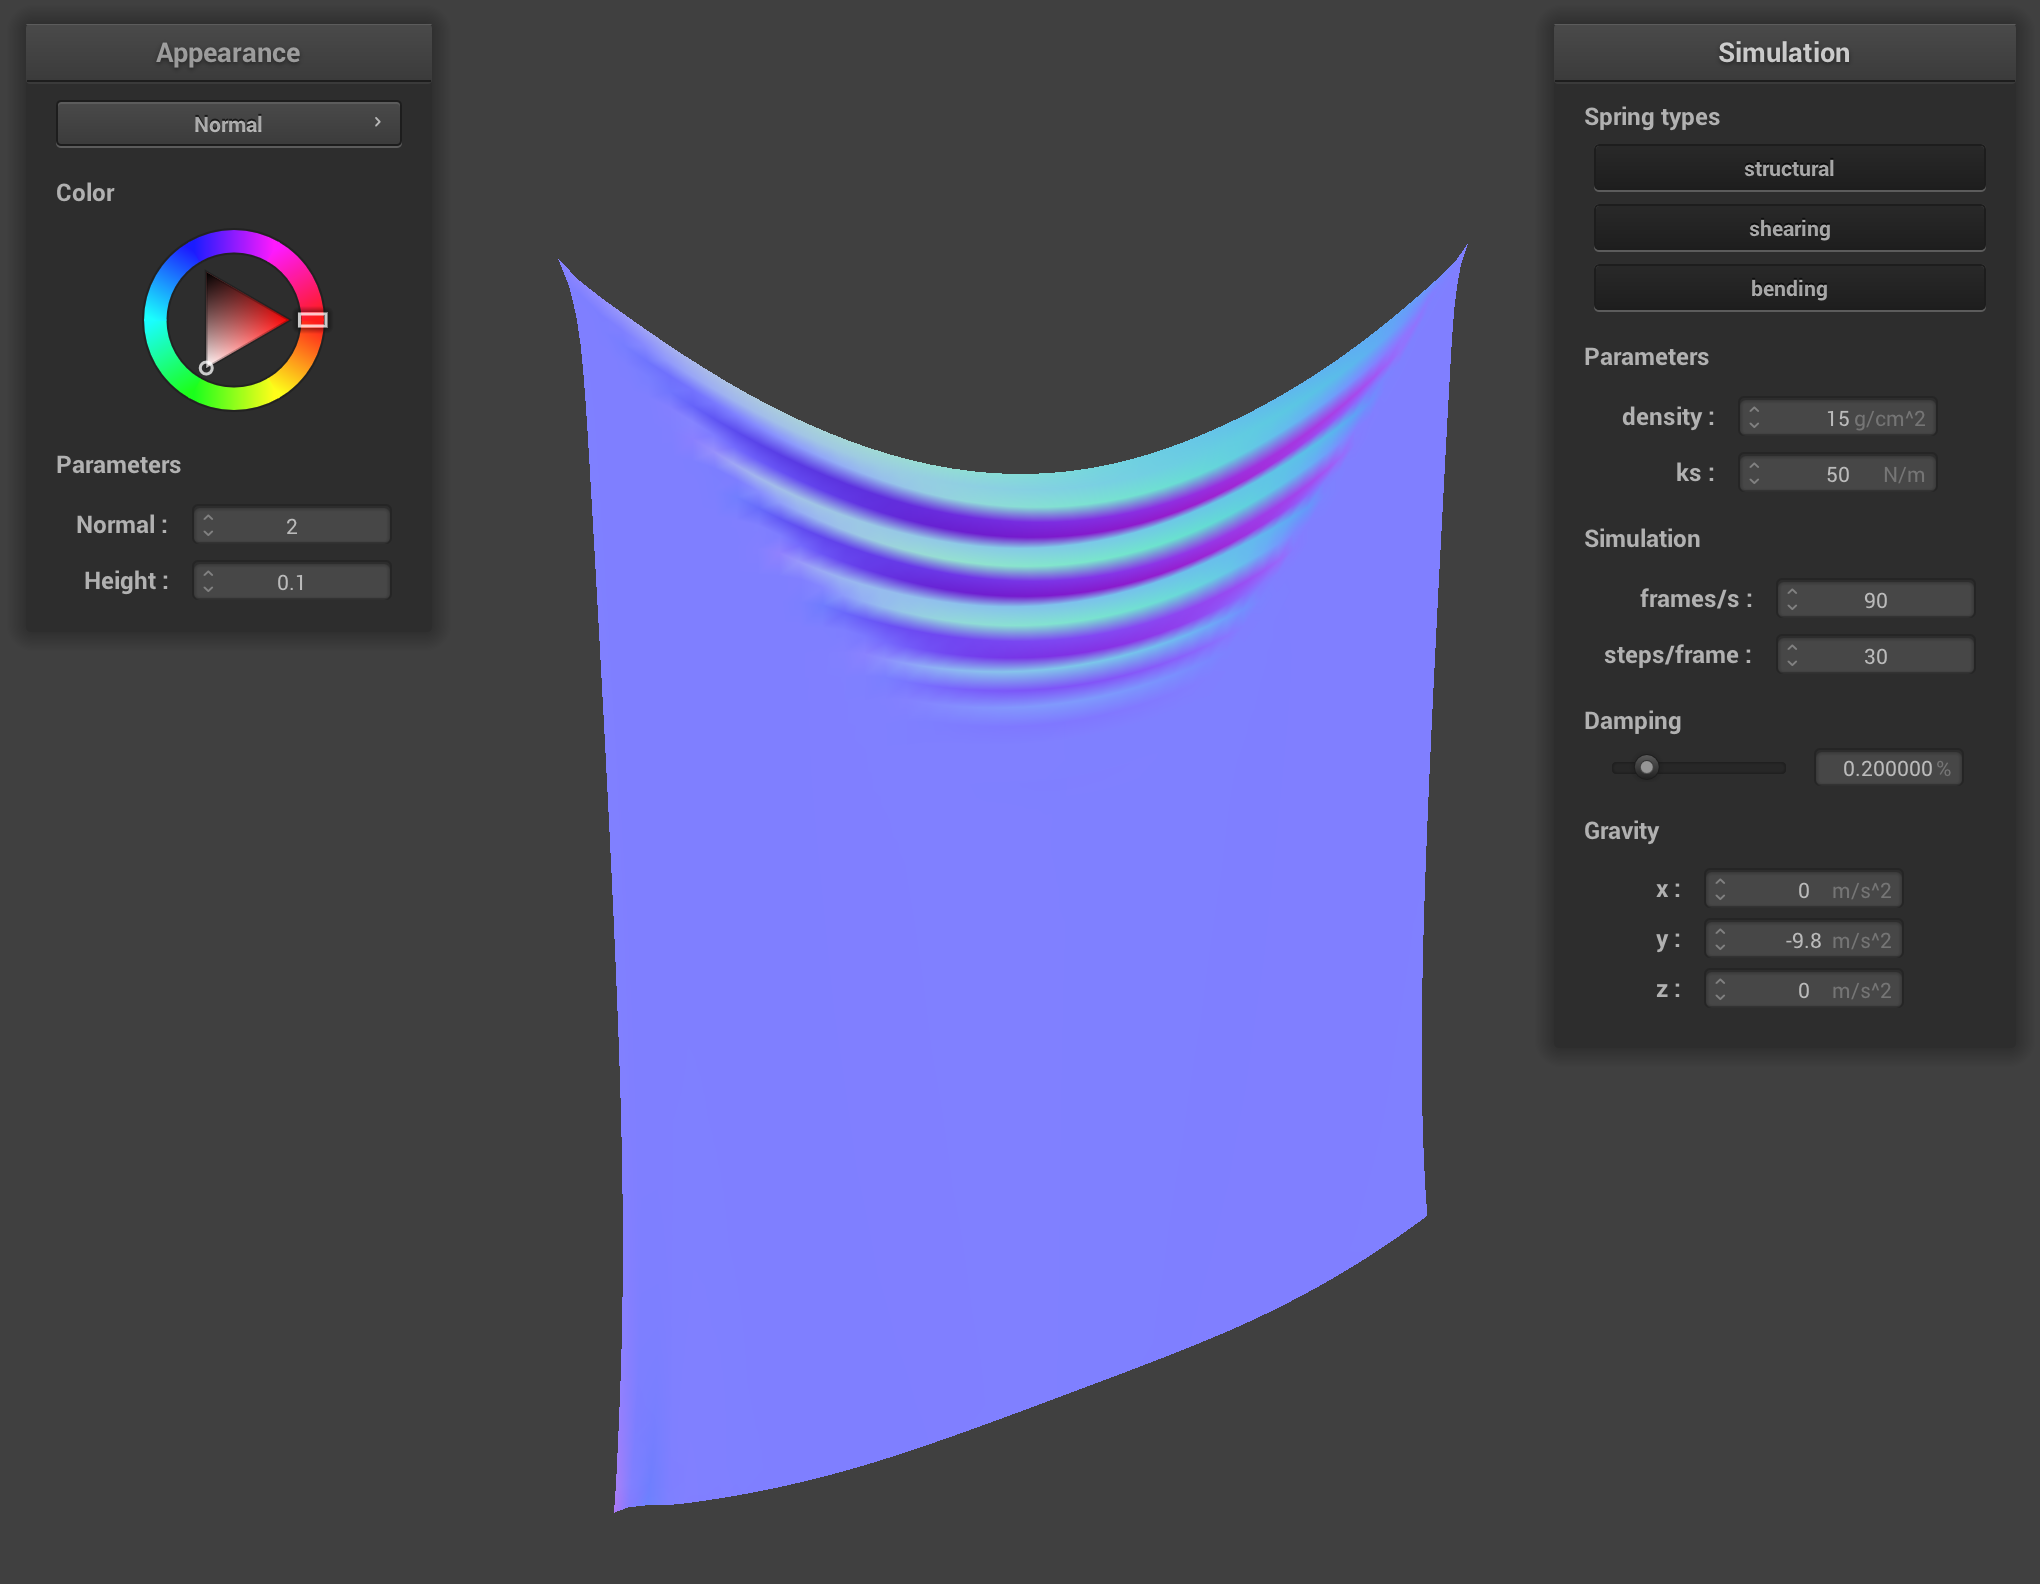 Appearance
Normal
Color
Parameters
Normal : 2
Height : 0.1
Simulation
Spring types
structural
shearing
bending
Parameters
density : 15 g/cm^2
ks : 50 N/m
Simulation
frames/s : 90
steps/frame : 30
Damping
0.200000 %
Gravity
x : 0 m/s^2
y : -9.8 m/s^2
z : 0 m/s^2